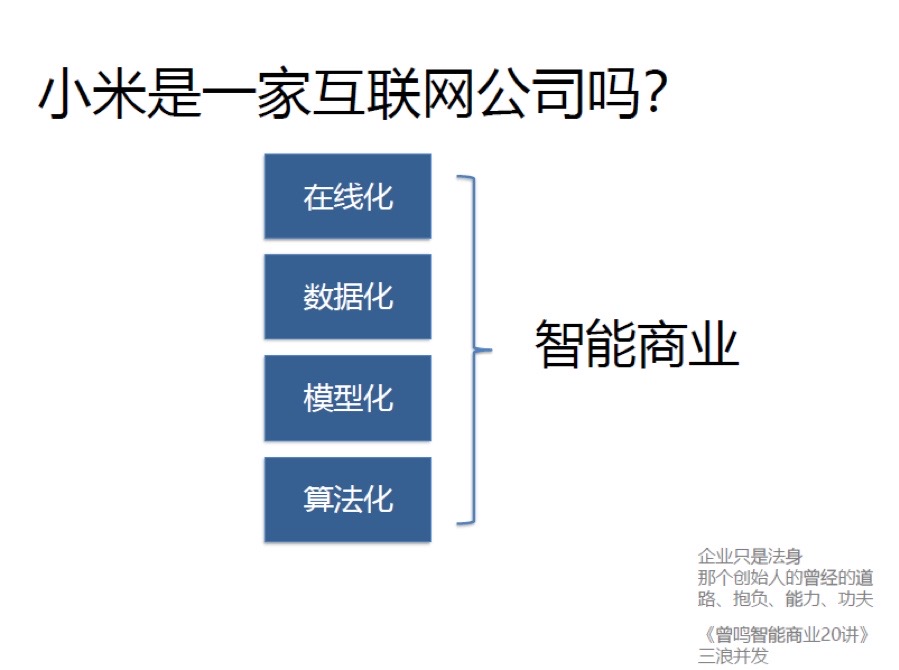 小米是一家互联网公司吗？
在线化
数据化
模型化
算法化
智能商业
企业只是法身
那个创始人的曾经的道
路、抱负、能力、功夫
《曾鸣智能商业20讲》
三浪并发